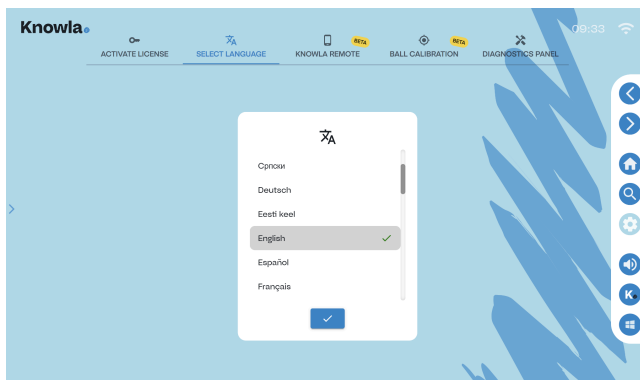 Knowla
09:33
ACTIVATE LICENSE
SELECT LANGUAGE
KNOWLA REMOTE
BETA
BALL CALIBRATION
BETA
DIAGNOSTICS PANEL
Српски
Deutsch
Eesti keel
English
Español
Français
K